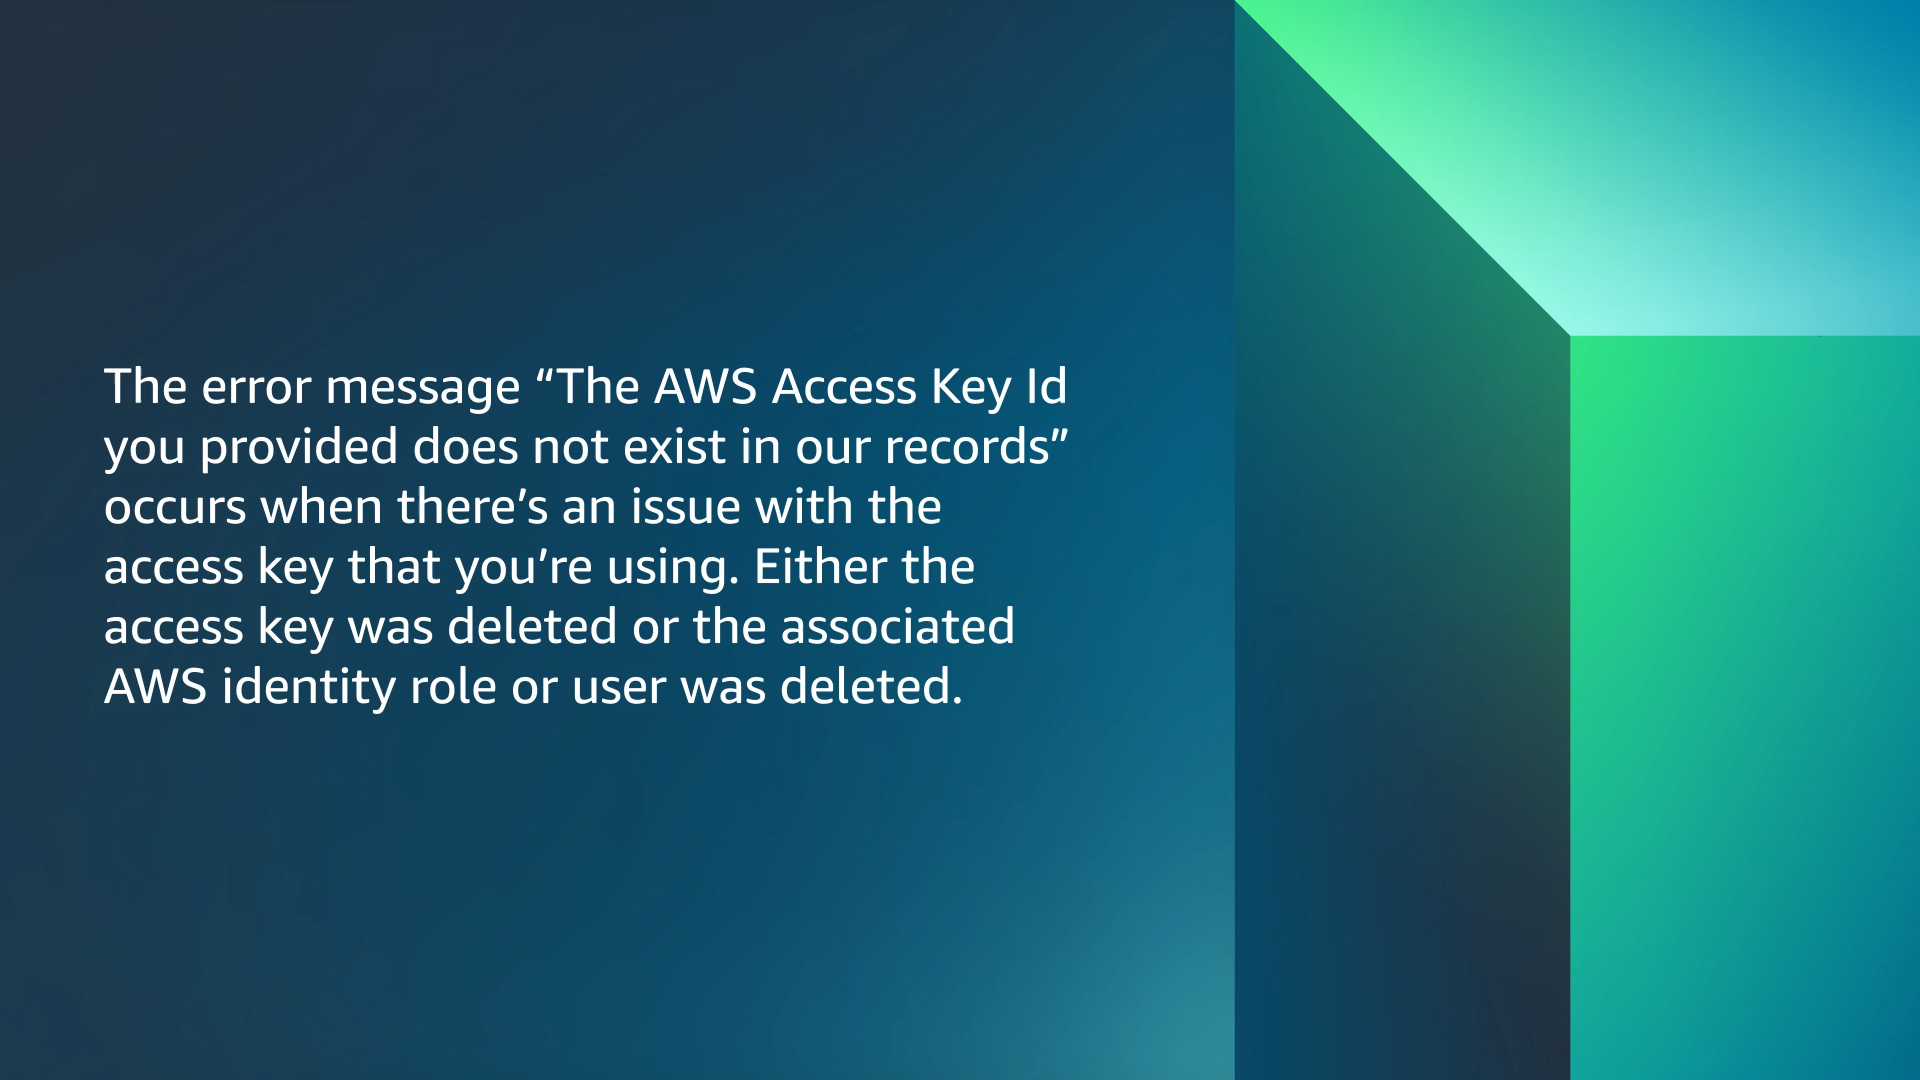 The error message “The AWS Access Key Id
you provided does not exist in our records”
occurs when there’s an issue with the
access key that you’re using. Either the
access key was deleted or the associated
AWS identity role or user was deleted.